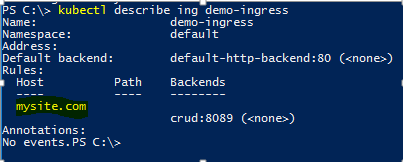 PS C:\> kubectl describe ing demo-ingress
Name: demo-ingress
Namespace: default
Address:
Default backend: default-http-backend:80 (<none>)
Rules:
Host Path Backends
---- ---- --------
mysite.com
crud:8089 (<none>)
Annotations:
No events.PS C:\>